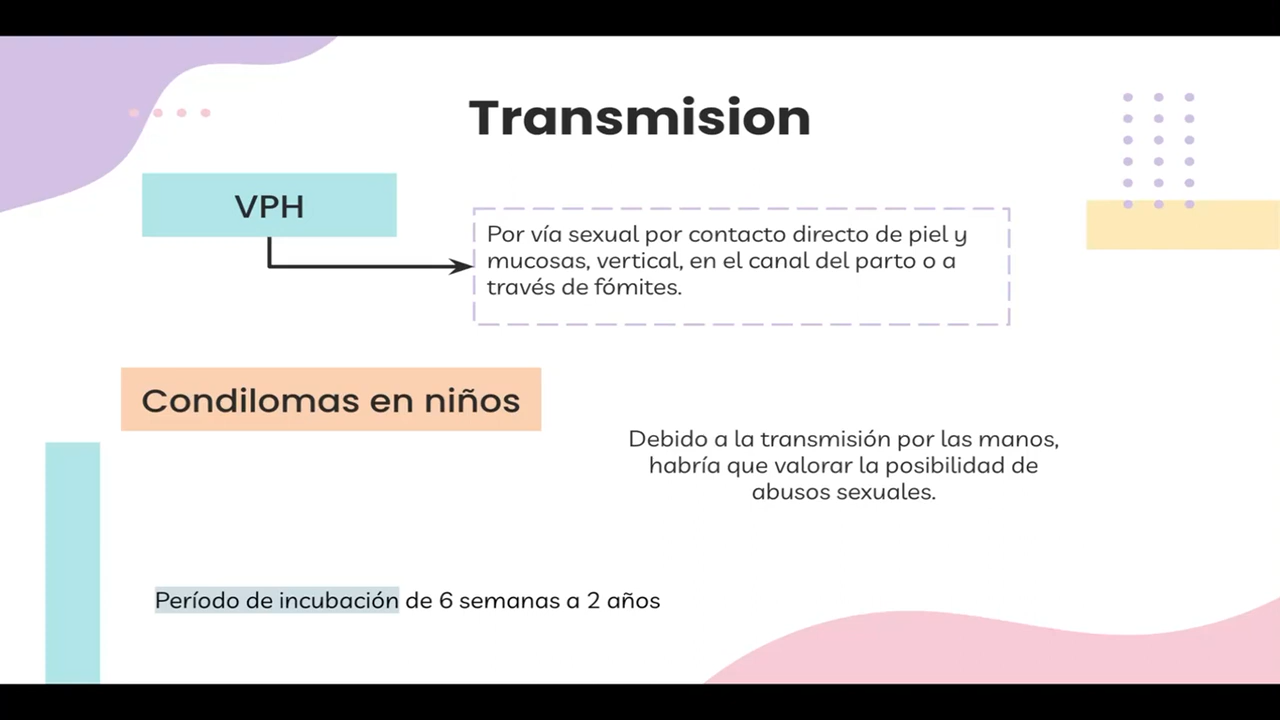 Transmision
VPH
Por vía sexual por contacto directo de piel y
mucosas, vertical, en el canal del parto o a
través de fómites.
Condilomas en niños
Debido a la transmisión por las manos,
habría que valorar la posibilidad de
abusos sexuales.
Período de incubación de 6 semanas a 2 años